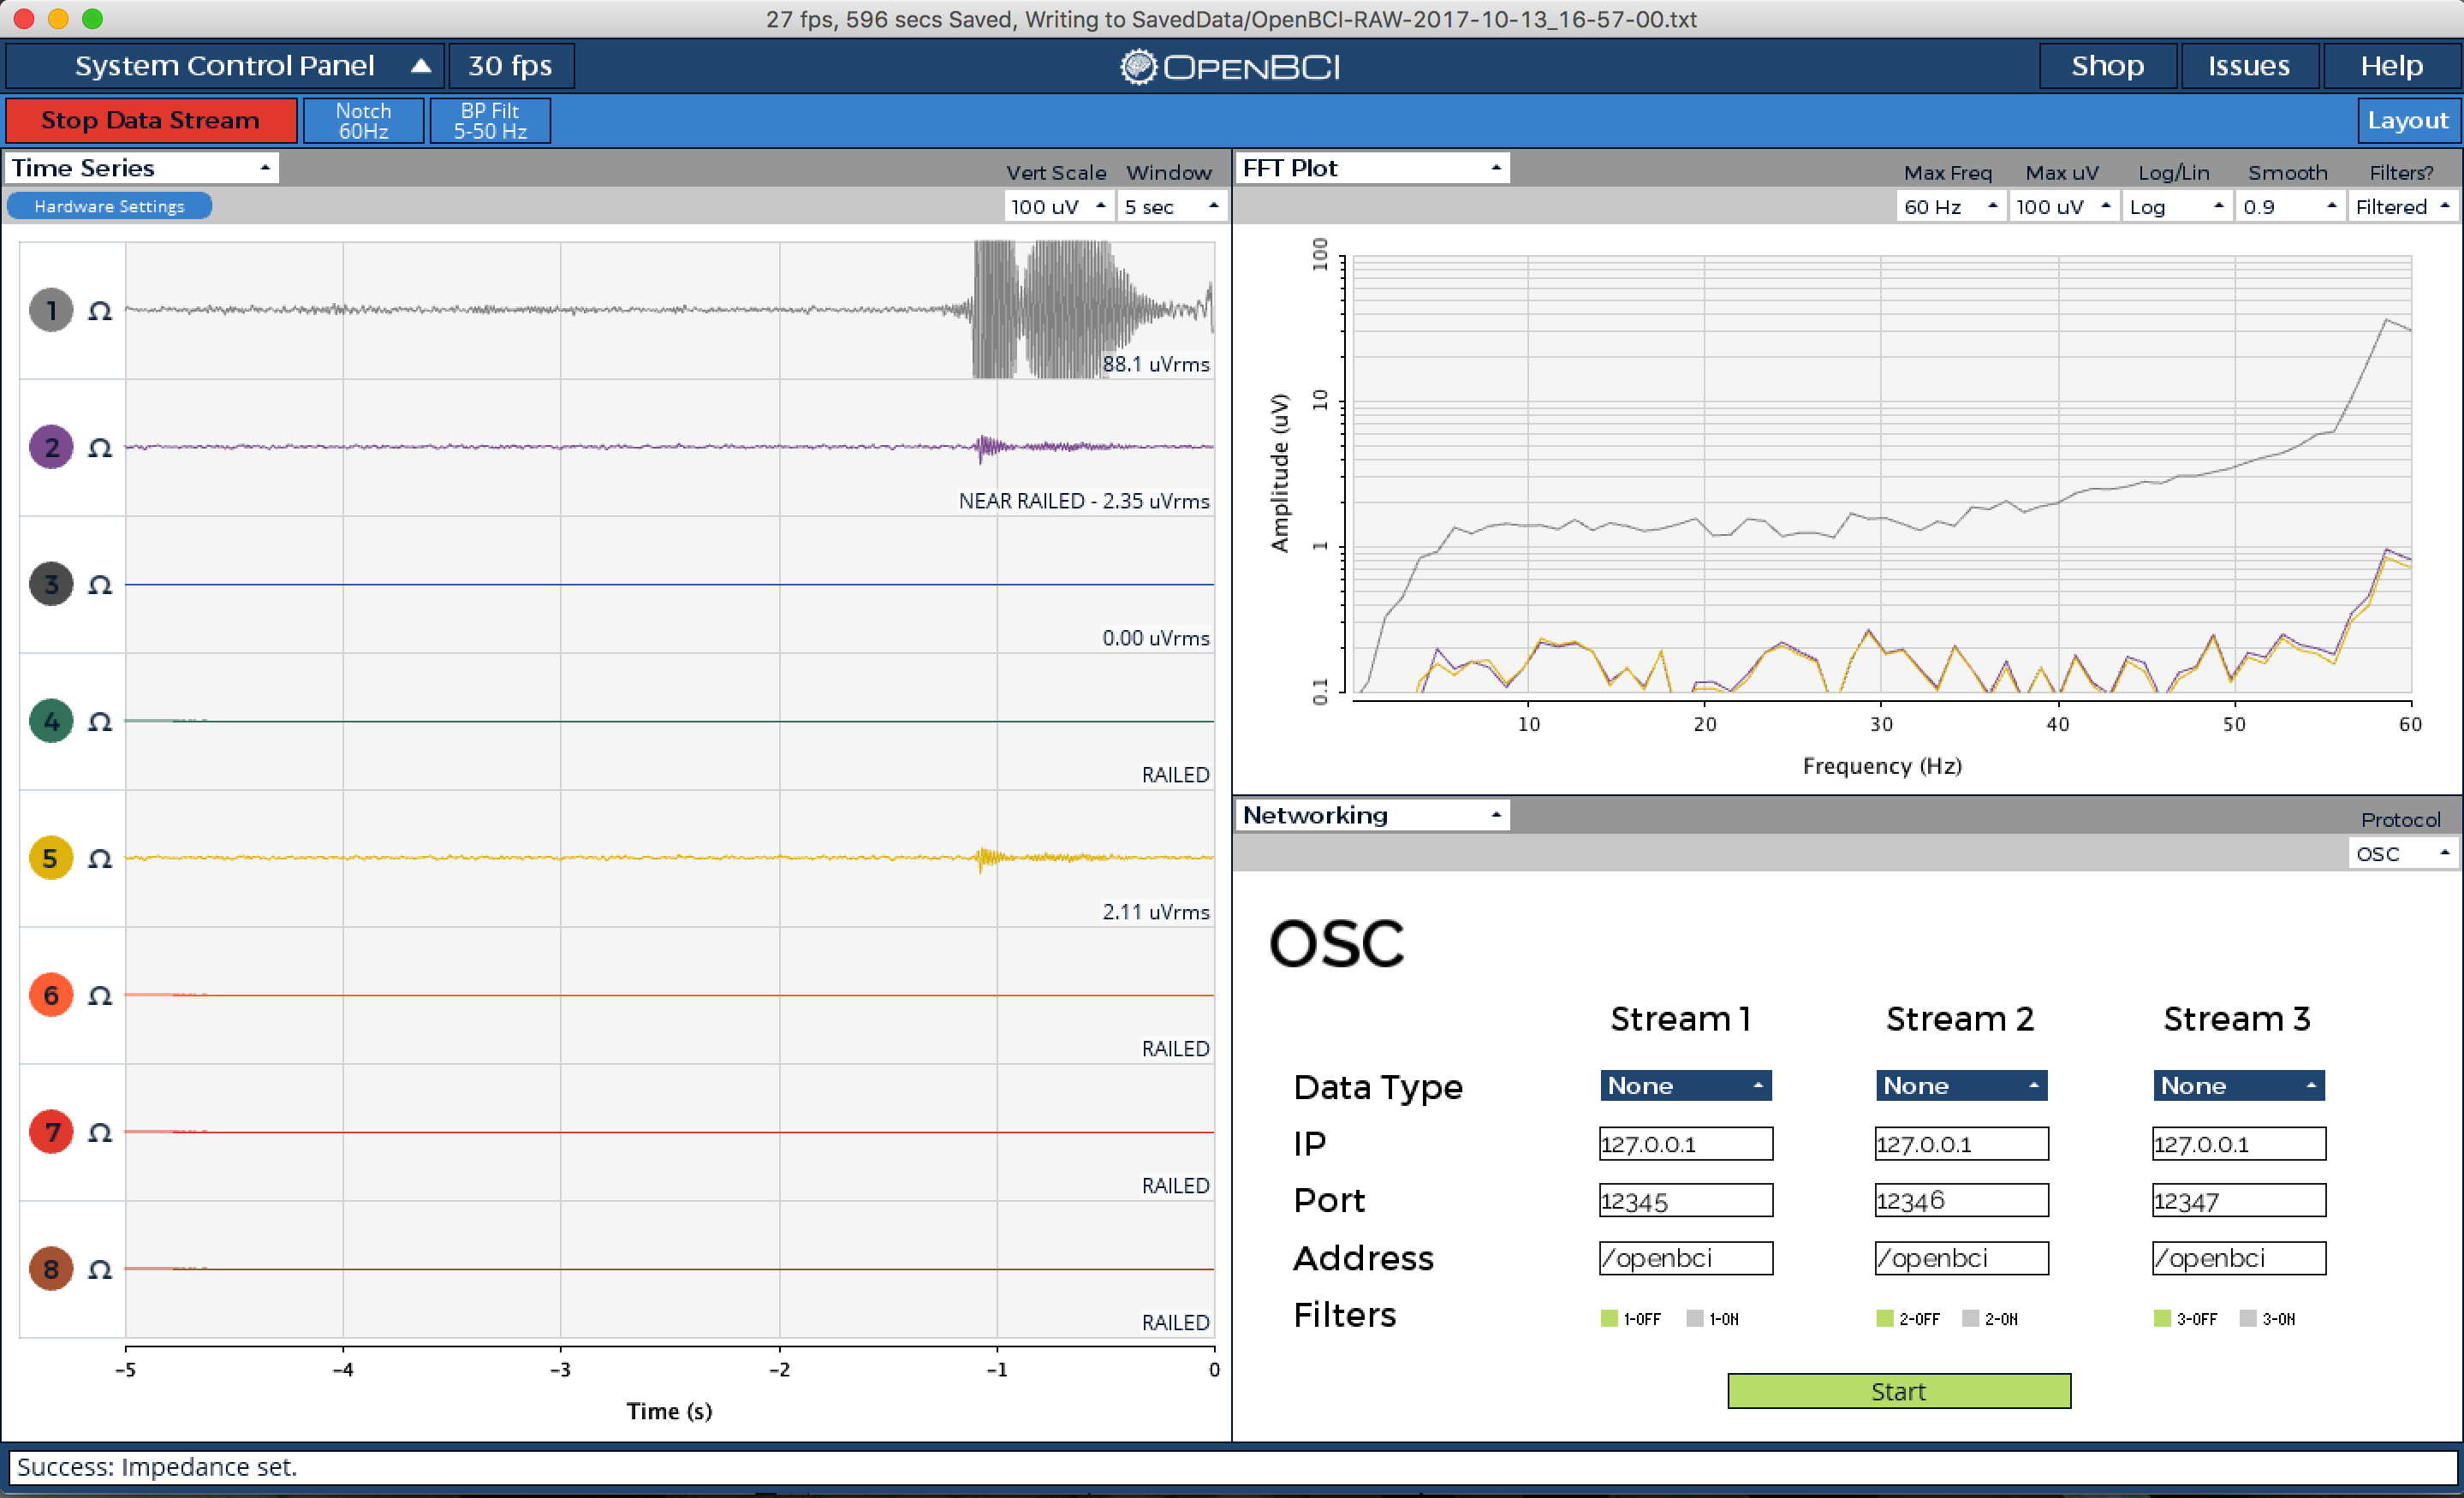 27 fps, 596 secs Saved, Writing to SavedData/OpenBCI-RAW-2017-10-13_16-57-00.txt
System Control Panel 30 fps OPENBCI Shop Issues Help
Stop Data Stream Notch 60Hz BP Filt 5-50 Hz Layout
Time Series Vert Scale Window
Hardware Settings 100 uV 5 sec
1 Ω 88.1 uVrms
2 Ω NEAR RAILED - 2.35 uVrms
3 Ω 0.00 uVrms
4 Ω RAILED
5 Ω 2.11 uVrms
6 Ω RAILED
7 Ω RAILED
8 Ω RAILED
-5 -4 -3 -2 -1 0
Time (s)
FFT Plot Max Freq Max uV Log/Lin Smooth Filters?
60 Hz 100 uV Log 0.9 Filtered
Amplitude (uV)
100
10
1
0.1
10 20 30 40 50 60
Frequency (Hz)
Networking Protocol
OSC
OSC
Stream 1 Stream 2 Stream 3
Data Type None None None
IP 127.0.0.1 127.0.0.1 127.0.0.1
Port 12345 12346 12347
Address /openbci /openbci /openbci
Filters 1-OFF 1-ON 2-OFF 2-ON 3-OFF 3-ON
Start
Success: Impedance set.